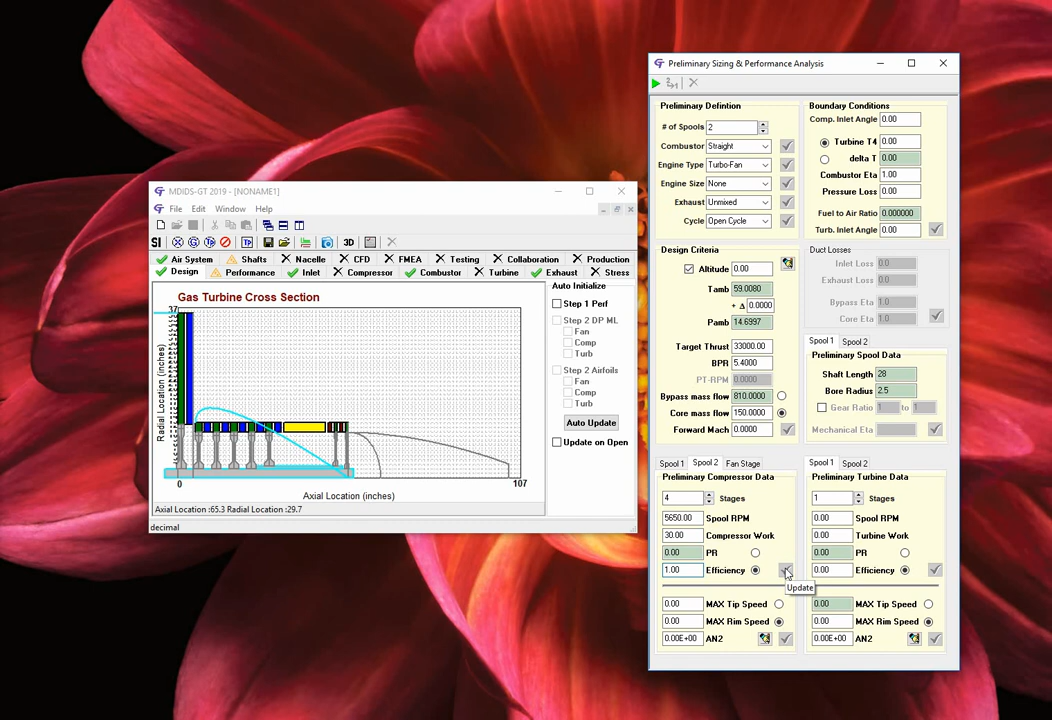 MDIDS-GT 2019 - [NONAME1]
File Edit Window Help
SI TP TP 3D
Air System Shafts Nacelle CFD FMEA Testing Collaboration Production
Design Performance Inlet Compressor Combustor Turbine Exhaust Stress
Gas Turbine Cross Section
37
Radial Location (inches)
0 107
Axial Location (inches)
Axial Location :65.3 Radial Location :29.7
decimal
Auto Initialize
Step 1 Perf
Step 2 DP ML
Fan
Comp
Turb
Step 2 Airfoils
Fan
Comp
Turb
Auto Update
Update on Open
Preliminary Sizing & Performance Analysis
Preliminary Defintion
# of Spools 2
Combustor Straight
Engine Type Turbo-Fan
Engine Size None
Exhaust Unmixed
Cycle Open Cycle
Boundary Conditions
Comp. Inlet Angle 0.00
Turbine T4 0.00
delta T 0.00
Combustor Eta 1.00
Pressure Loss 0.00
Fuel to Air Ratio 0.000000
Turb. Inlet Angle 0.00
Design Criteria
Altitude 0.00
Tamb 59.0080
+ Δ 0.0000
Pamb 14.6997
Target Thrust 33000.00
BPR 5.4000
PT-RPM 0.0000
Bypass mass flow 810.0000
Core mass flow 150.0000
Forward Mach 0.0000
Duct Losses
Inlet Loss 0.0
Exhaust Loss 0.0
Bypass Eta 1.0
Core Eta 1.0
Spool 1 Spool 2
Preliminary Spool Data
Shaft Length 28
Bore Radius 2.5
Gear Ratio 1 to 1
Mechanical Eta
Spool 1 Spool 2 Fan Stage
Preliminary Compressor Data
4 Stages
5650.00 Spool RPM
30.00 Compressor Work
0.00 PR
1.00 Efficiency
Update
0.00 MAX Tip Speed
0.00 MAX Rim Speed
0.00E+00 AN2
Spool 1 Spool 2
Preliminary Turbine Data
1 Stages
0.00 Spool RPM
0.00 Turbine Work
0.00 PR
0.00 Efficiency
0.00 MAX Tip Speed
0.00 MAX Rim Speed
0.00E+00 AN2